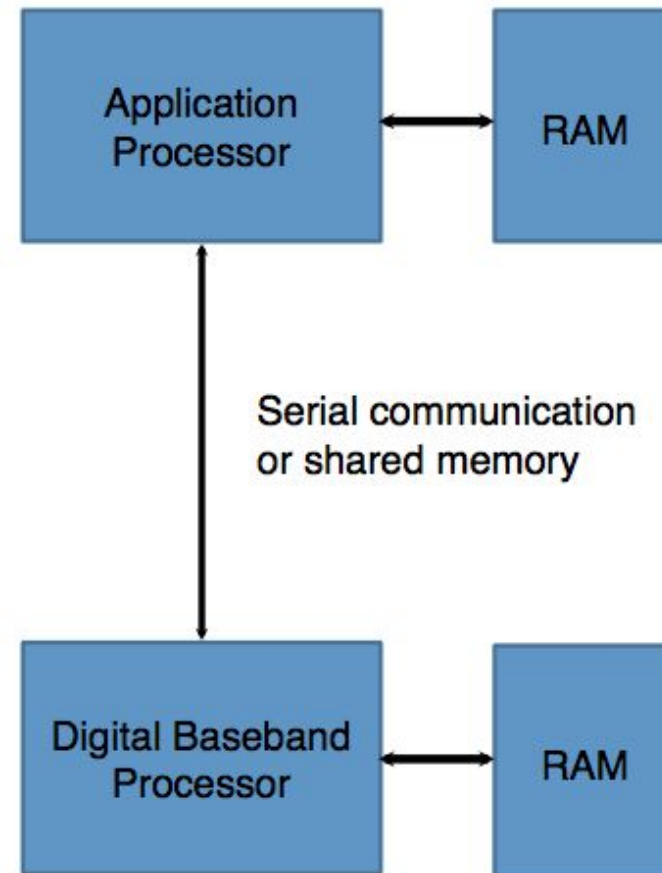 Application
Processor
RAM
Serial communication
or shared memory
Digital Baseband
Processor
RAM